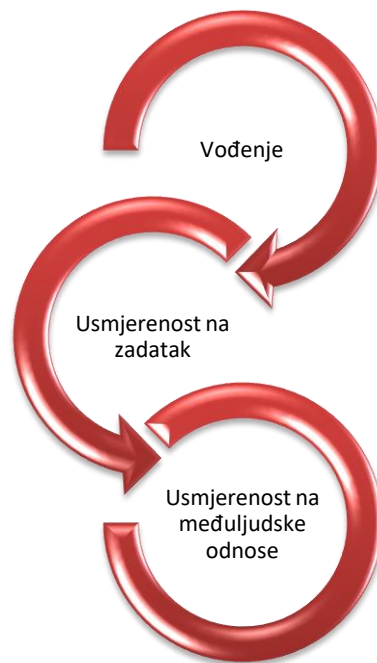 Vođenje
Usmjerenost na
zadatak
Usmjerenost na
međuljudske
odnose